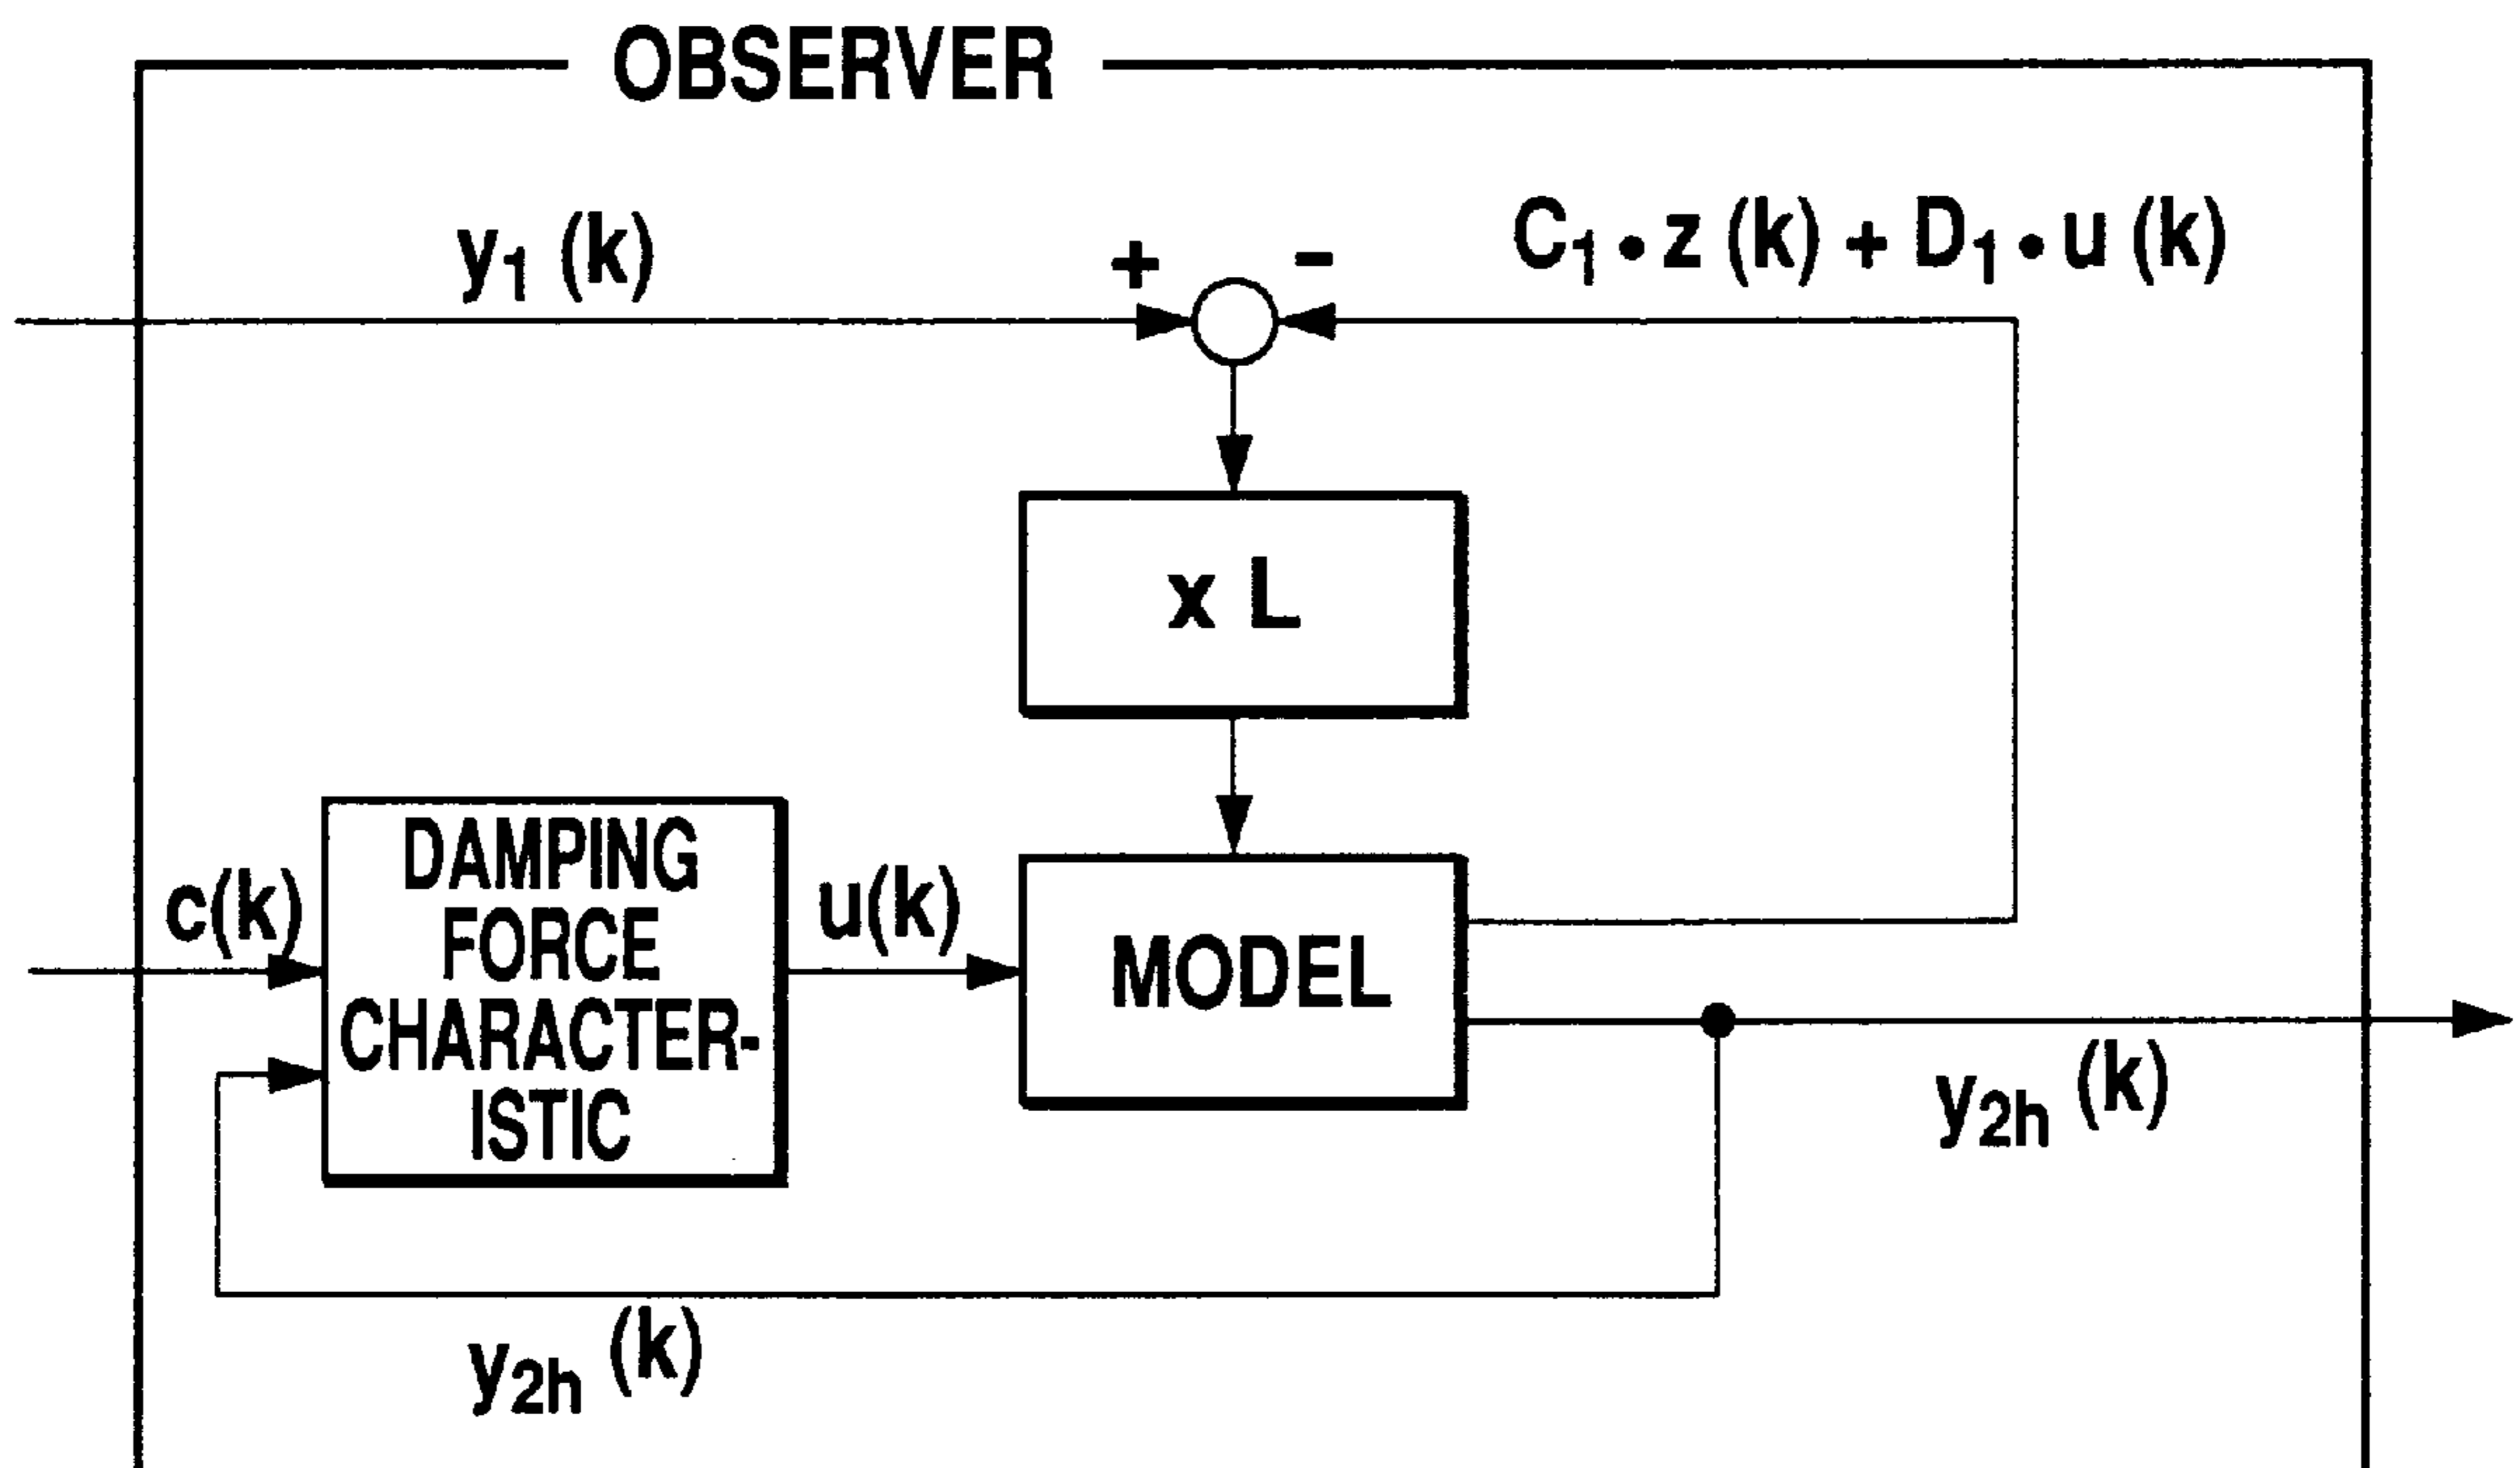 OBSERVER
y₁ (k)
+
−
C₁ • z (k) + D₁ • u (k)
x L
DAMPING
FORCE
CHARACTER-
ISTIC
c(k)
u(k)
MODEL
y₂ₕ (k)
y₂ₕ (k)